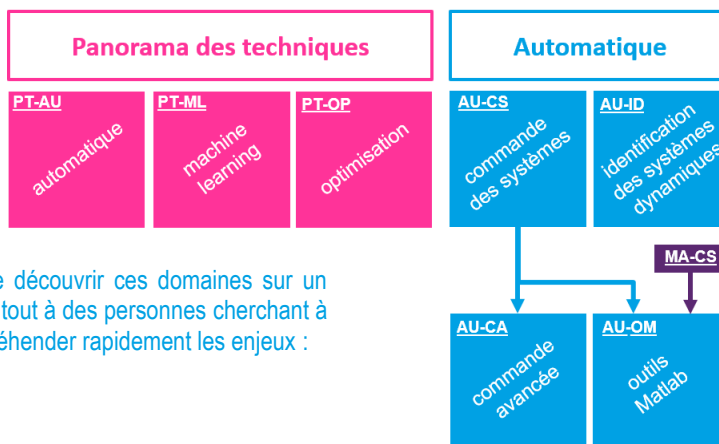 Panorama des techniques
Automatique
PT-AU
automatique
PT-ML
machine
learning
PT-OP
optimisation
AU-CS
commande
des systèmes
AU-ID
identification
des systèmes
dynamiques
MA-CS
e découvrir ces domaines sur un
tout à des personnes cherchant à
éhender rapidement les enjeux :
AU-CA
commande
avancée
AU-OM
outils
Matlab